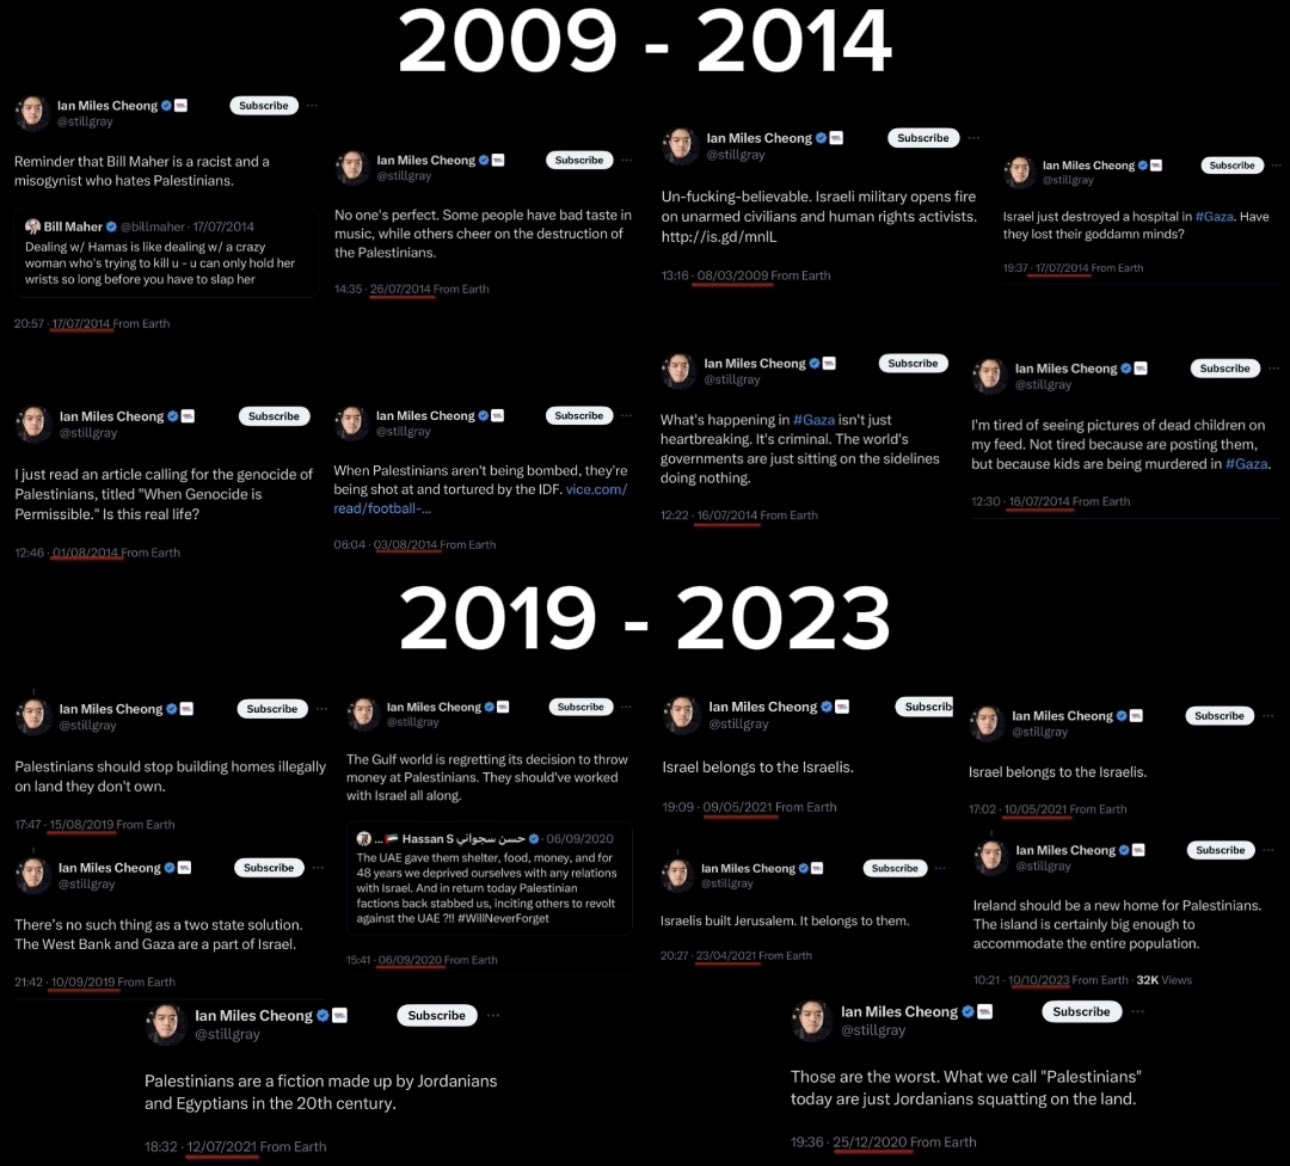 2009 - 2014
Ian Miles Cheong
Subscribe
@stillgray
Reminder that Bill Maher is a racist and a
misogynist who hates Palestinians.
Bill Maher @billmaher · 17/07/2014
Dealing w/ Hamas is like dealing w/ a crazy
woman who's trying to kill u - u can only hold her
wrists so long before you have to slap her
20:57 · 17/07/2014 From Earth
Ian Miles Cheong
Subscribe
@stillgray
No one's perfect. Some people have bad taste in
music, while others cheer on the destruction of
the Palestinians.
14:35 · 26/07/2014 From Earth
Ian Miles Cheong
Subscribe
@stillgray
Un-fucking-believable. Israeli military opens fire
on unarmed civilians and human rights activists.
http://is.gd/mnlL
13:16 · 08/03/2009 From Earth
Ian Miles Cheong
Subscribe
@stillgray
Israel just destroyed a hospital in #Gaza. Have
they lost their goddamn minds?
19:37 · 17/07/2014 From Earth
Ian Miles Cheong
Subscribe
@stillgray
I just read an article calling for the genocide of
Palestinians, titled "When Genocide is
Permissible." Is this real life?
12:46 · 01/08/2014 From Earth
Ian Miles Cheong
Subscribe
@stillgray
When Palestinians aren't being bombed, they're
being shot at and tortured by the IDF. vice.com/
read/football-...
06:04 · 03/08/2014 From Earth
Ian Miles Cheong
Subscribe
@stillgray
What's happening in #Gaza isn't just
heartbreaking. It's criminal. The world's
governments are just sitting on the sidelines
doing nothing.
12:22 · 16/07/2014 From Earth
Ian Miles Cheong
Subscribe
@stillgray
I'm tired of seeing pictures of dead children on
my feed. Not tired because are posting them,
but because kids are being murdered in #Gaza.
12:30 · 16/07/2014 From Earth
2019 - 2023
Ian Miles Cheong
Subscribe
@stillgray
Palestinians should stop building homes illegally
on land they don't own.
17:47 · 15/08/2019 From Earth
Ian Miles Cheong
Subscribe
@stillgray
The Gulf world is regretting its decision to throw
money at Palestinians. They should've worked
with Israel all along.
... Hassan S حسن سجواني · 06/09/2020
The UAE gave them shelter, food, money, and for
48 years we deprived ourselves with any relations
with Israel. And in return today Palestinian
factions back stabbed us, inciting others to revolt
against the UAE ?!! #WillNeverForget
15:41 · 06/09/2020 From Earth
Ian Miles Cheong
Subscrib
@stillgray
Israel belongs to the Israelis.
19:09 · 09/05/2021 From Earth
Ian Miles Cheong
Subscribe
@stillgray
Israel belongs to the Israelis.
17:02 · 10/05/2021 From Earth
Ian Miles Cheong
Subscribe
@stillgray
There's no such thing as a two state solution.
The West Bank and Gaza are a part of Israel.
21:42 · 10/09/2019 From Earth
Ian Miles Cheong
Subscribe
@stillgray
Israelis built Jerusalem. It belongs to them.
20:27 · 23/04/2021 From Earth
Ian Miles Cheong
Subscribe
@stillgray
Ireland should be a new home for Palestinians.
The island is certainly big enough to
accommodate the entire population.
10:21 · 10/10/2023 From Earth · 32K Views
Ian Miles Cheong
Subscribe
@stillgray
Palestinians are a fiction made up by Jordanians
and Egyptians in the 20th century.
18:32 · 12/07/2021 From Earth
Ian Miles Cheong
Subscribe
@stillgray
Those are the worst. What we call "Palestinians"
today are just Jordanians squatting on the land.
19:36 · 25/12/2020 From Earth